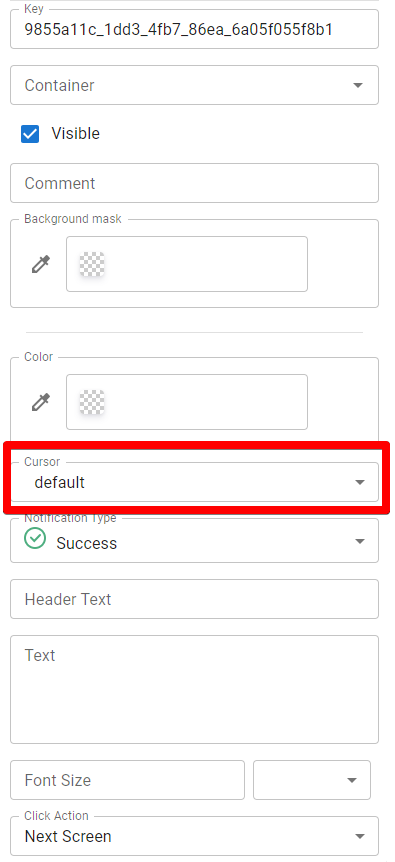 Key
9855a11c_1dd3_4fb7_86ea_6a05f055f8b1
Container
Visible
Comment
Background mask
Color
Cursor
default
Notification Type
Success
Header Text
Text
Font Size
Click Action
Next Screen